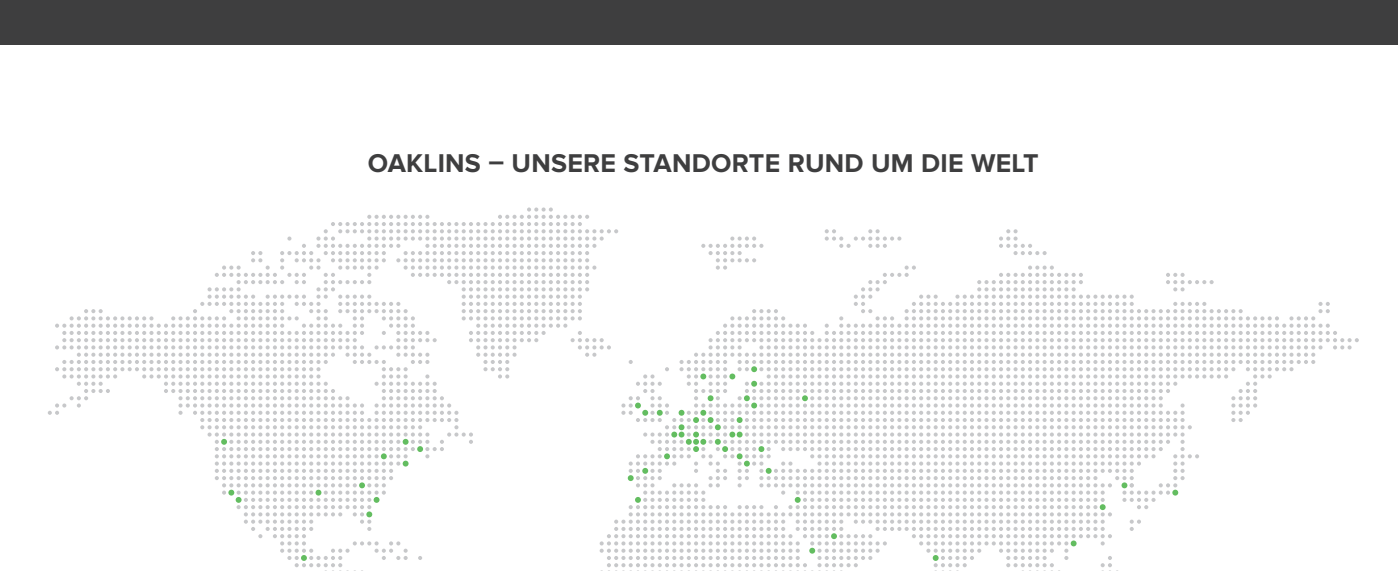 OAKLINS – UNSERE STANDORTE RUND UM DIE WELT